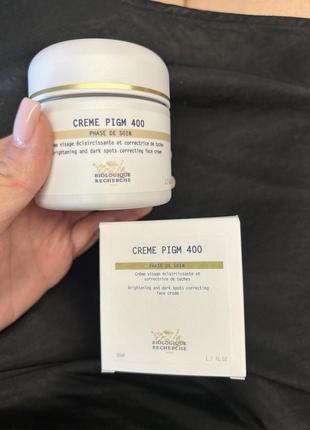 CREME PIGM 400
PHASE DE SOIN
Crème visage éclaircissante et correctrice de taches
Brightening and dark spots correcting face cream
BIOLOGIQUE
RECHERCHE
CREME PIGM 400
PHASE DE SOIN
Crème visage éclaircissante et
correctrice de taches
Brightening and dark spots correcting
face cream
BIOLOGIQUE
RECHERCHE
1.7 FL.OZ